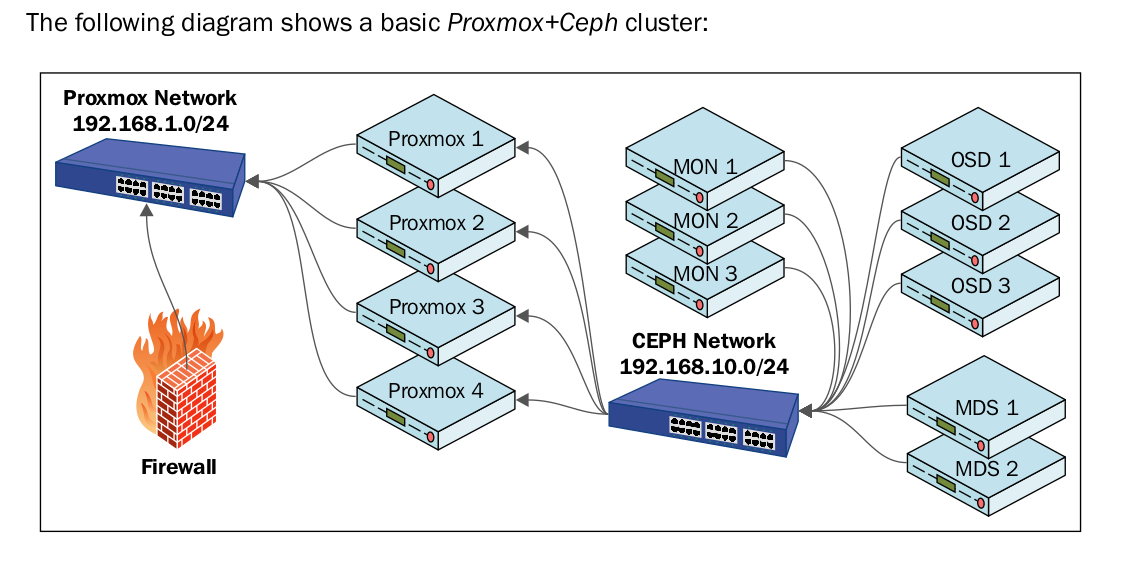 The following diagram shows a basic Proxmox+Ceph cluster:
Proxmox Network
192.168.1.0/24
Proxmox 1
Proxmox 2
Proxmox 3
Proxmox 4
Firewall
MON 1
MON 2
MON 3
CEPH Network
192.168.10.0/24
OSD 1
OSD 2
OSD 3
MDS 1
MDS 2